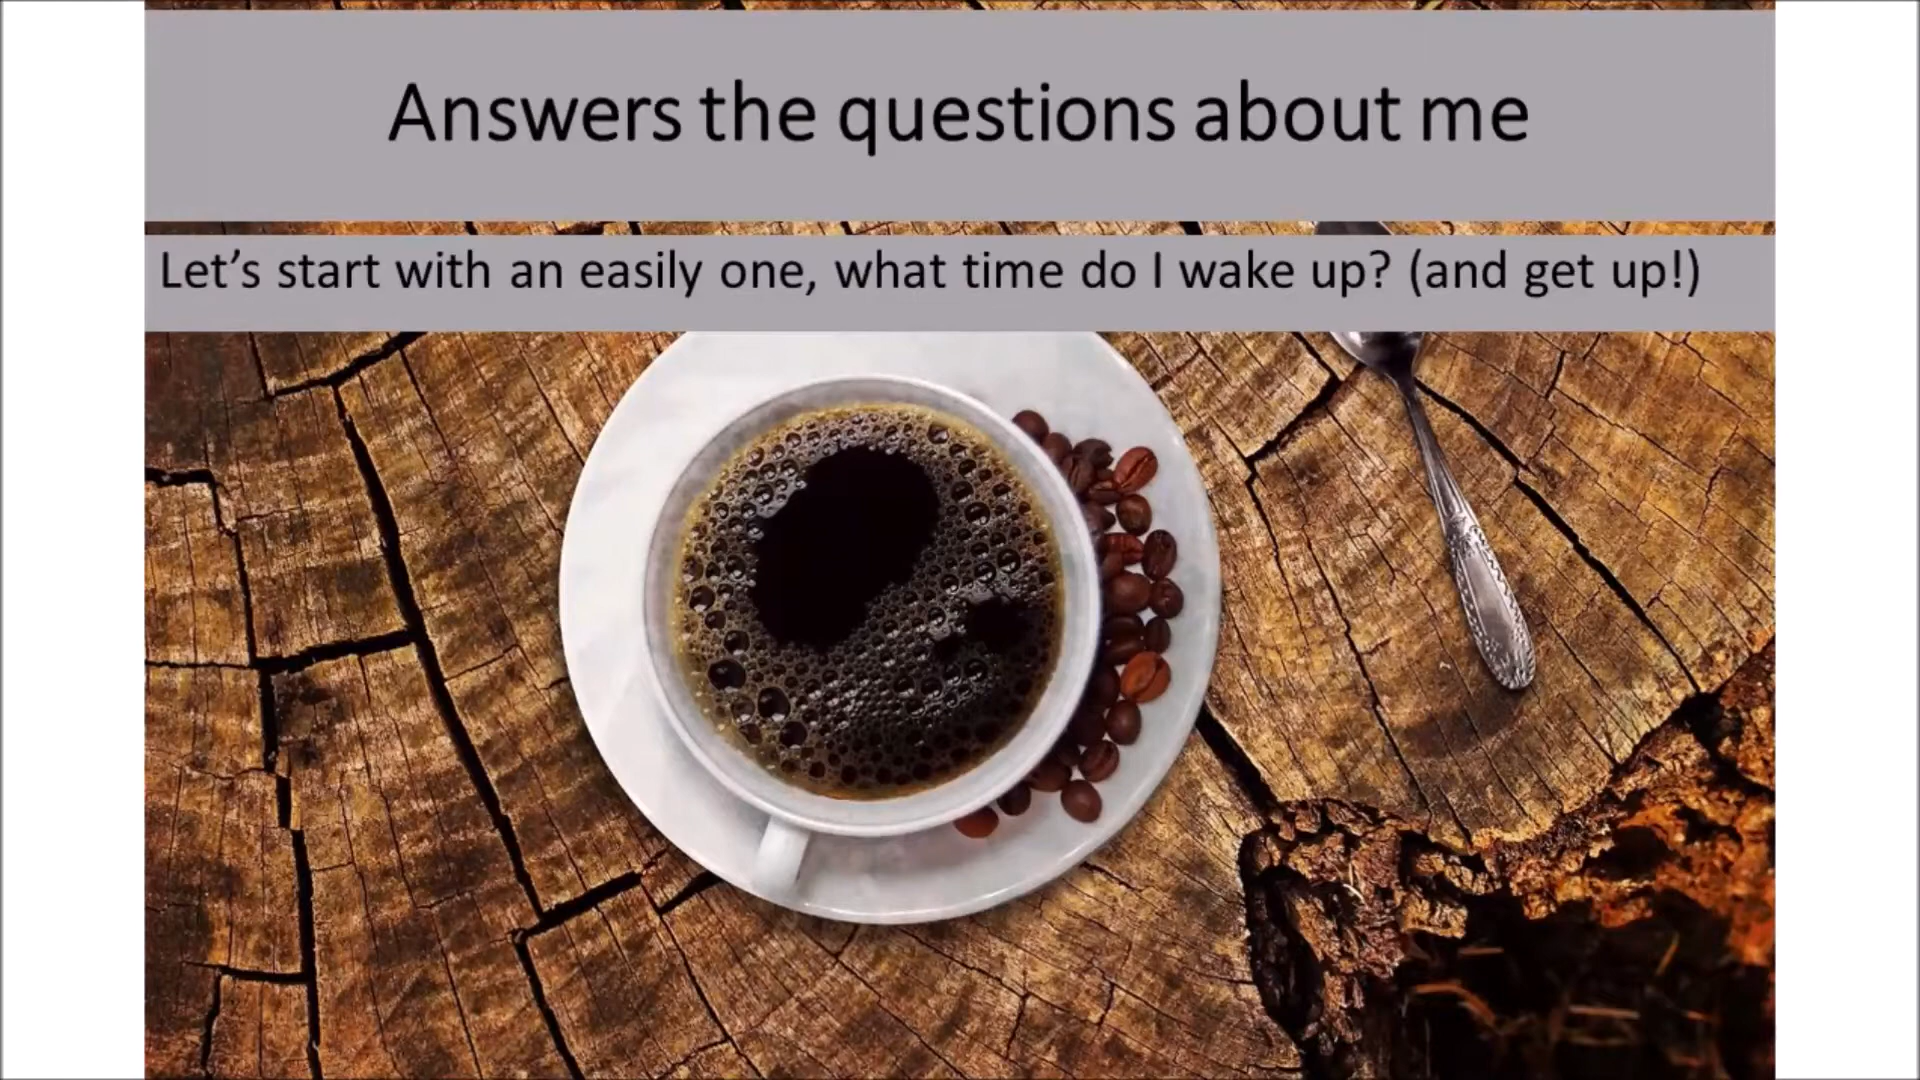 Answers the questions about me
Let’s start with an easily one, what time do I wake up? (and get up!)